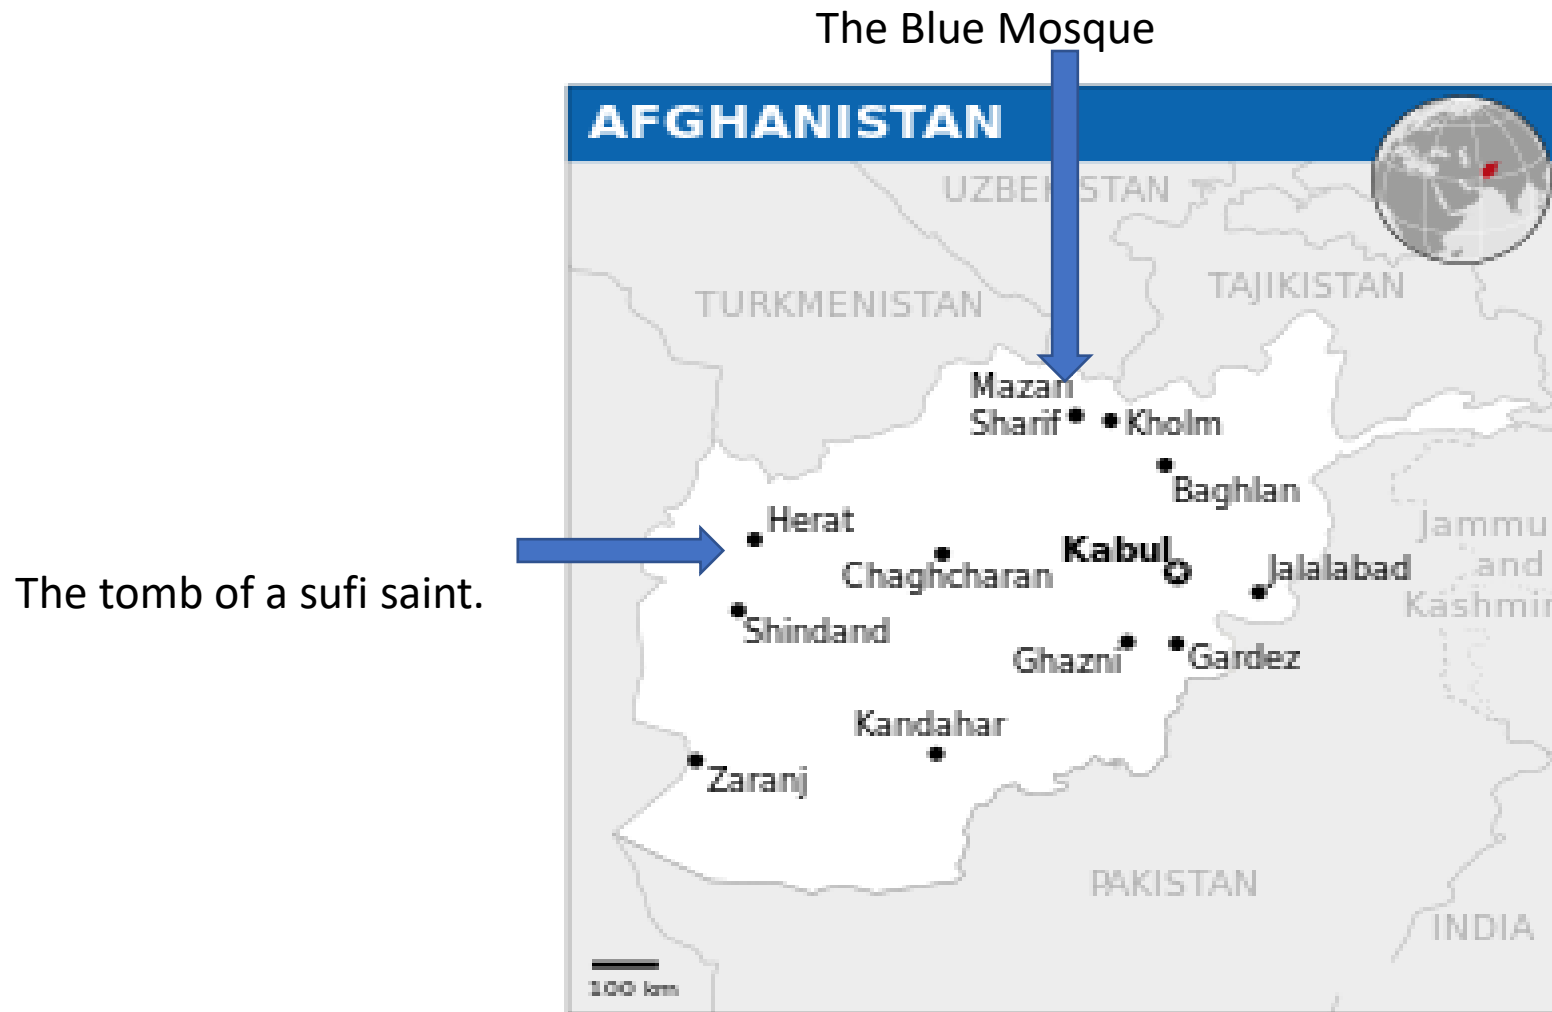 The Blue Mosque
AFGHANISTAN
UZBEKISTAN
TAJIKISTAN
TURKMENISTAN
Mazari
Sharif
Kholm
Baghlan
Herat
Jammu
and
Kashmir
Kabul
Chaghcharan
Jalalabad
The tomb of a sufi saint.
Shindand
Ghazni
Gardez
Kandahar
Zaranj
PAKISTAN
INDIA
100 km